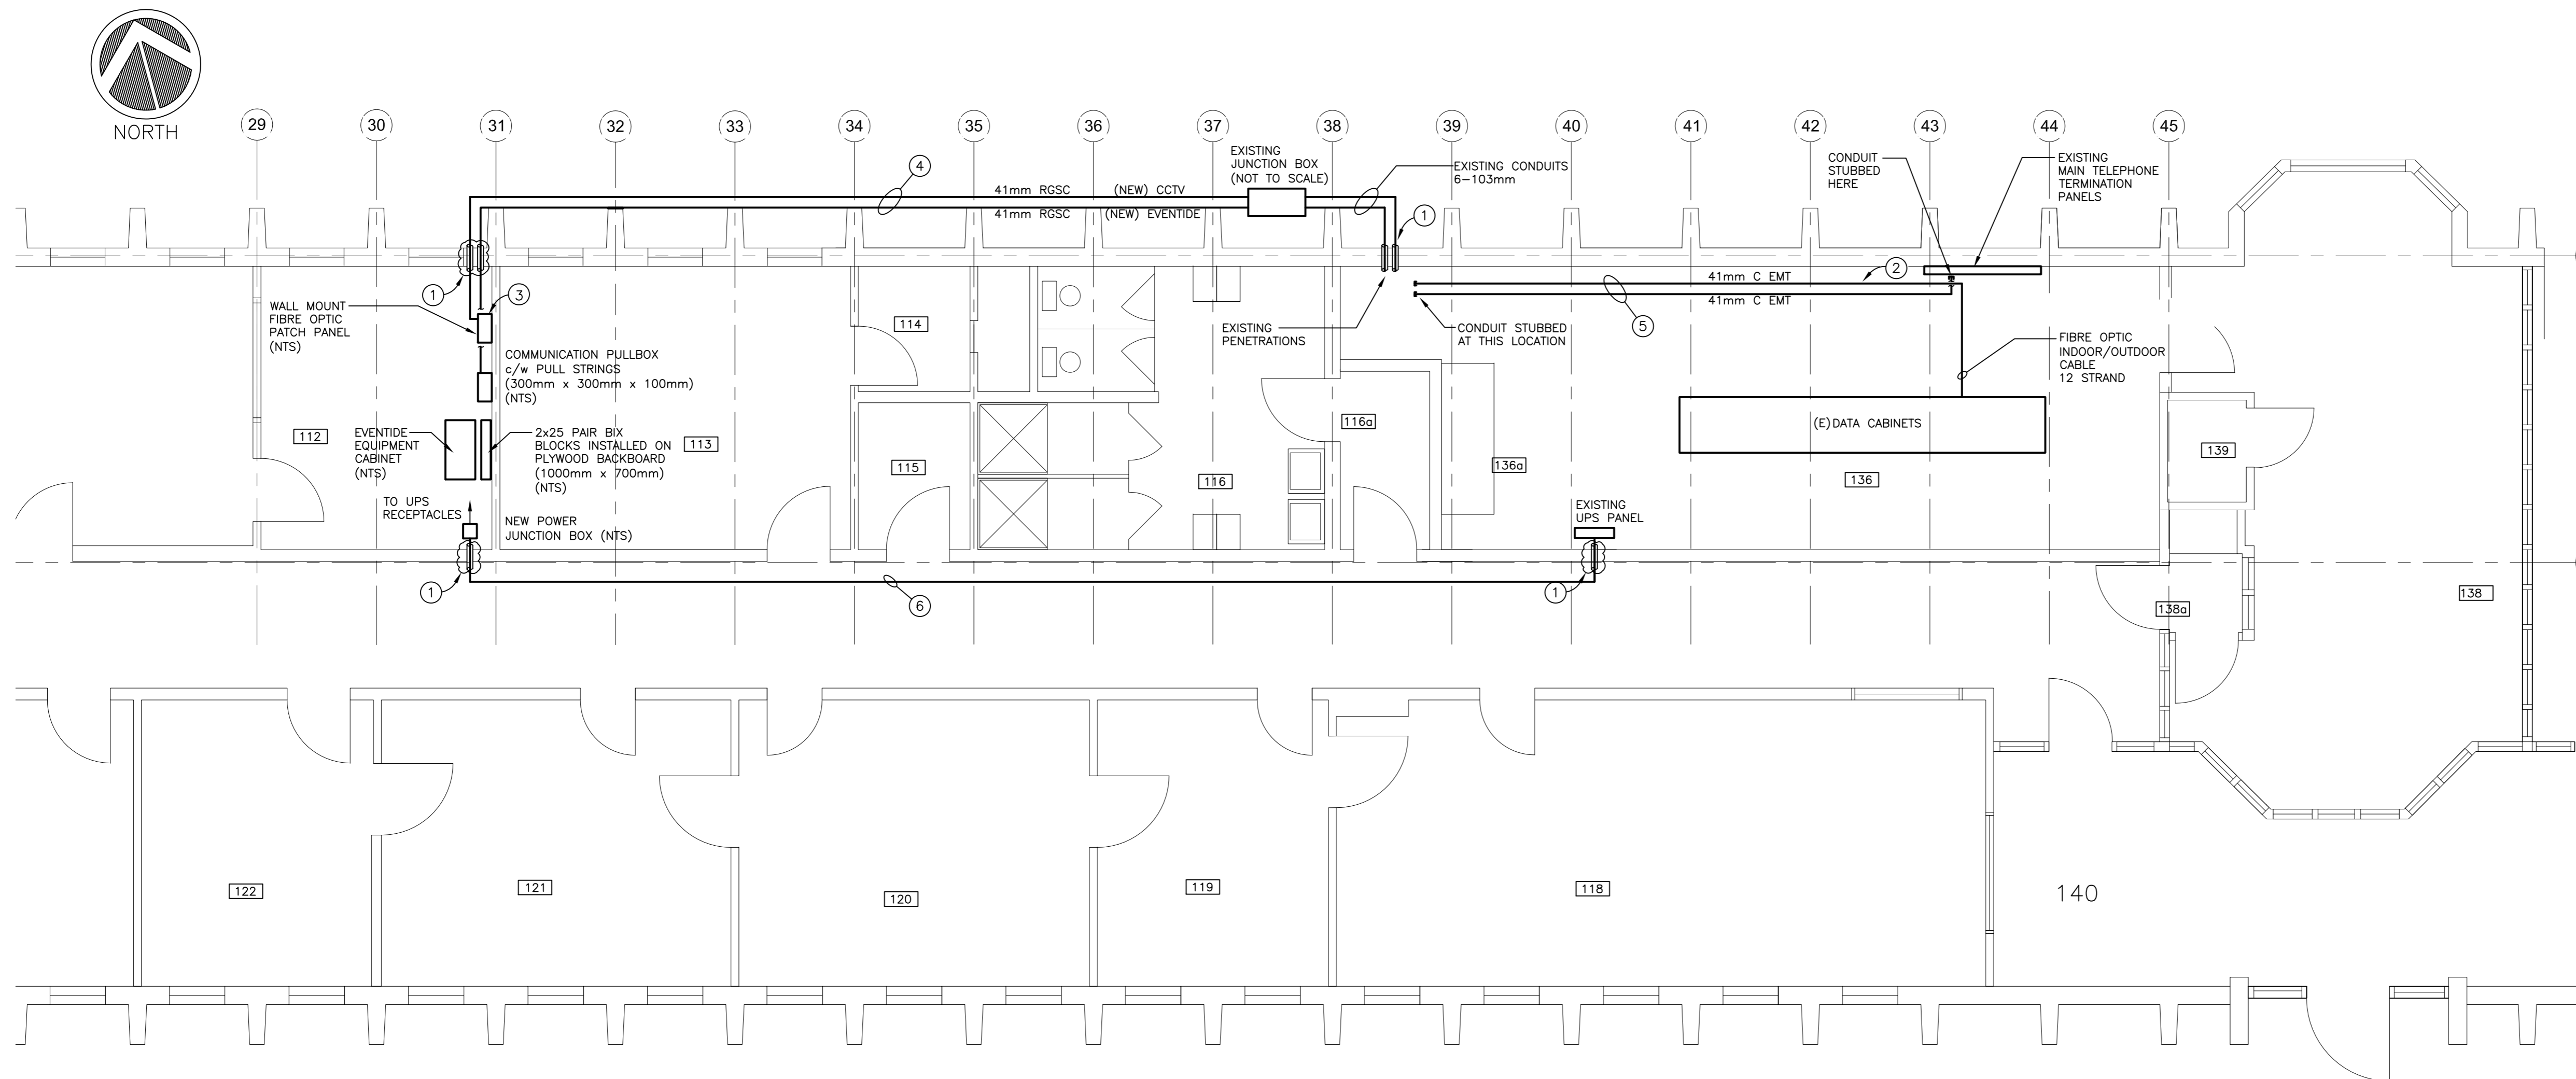 NORTH
29
30
31
32
33
34
35
36
37
38
39
40
41
42
43
44
45
4
EXISTING
JUNCTION BOX
(NOT TO SCALE)
EXISTING CONDUITS
6-103mm
CONDUIT
STUBBED
HERE
EXISTING
MAIN TELEPHONE
TERMINATION
PANELS
41mm RGSC (NEW) CCTV
41mm RGSC (NEW) EVENTIDE
1
1
3
WALL MOUNT
FIBRE OPTIC
PATCH PANEL
(NTS)
2
41mm C EMT
41mm C EMT
5
114
EXISTING
PENETRATIONS
CONDUIT STUBBED
AT THIS LOCATION
FIBRE OPTIC
INDOOR/OUTDOOR
CABLE
12 STRAND
COMMUNICATION PULLBOX
c/w PULL STRINGS
(300mm x 300mm x 100mm)
(NTS)
112
EVENTIDE
EQUIPMENT
CABINET
(NTS)
2x25 PAIR BIX
BLOCKS INSTALLED ON
PLYWOOD BACKBOARD
(1000mm x 700mm)
(NTS)
113
115
116
116a
136a
(E)DATA CABINETS
136
139
TO UPS
RECEPTACLES
NEW POWER
JUNCTION BOX (NTS)
EXISTING
UPS PANEL
1
6
1
138a
138
122
121
120
119
118
140